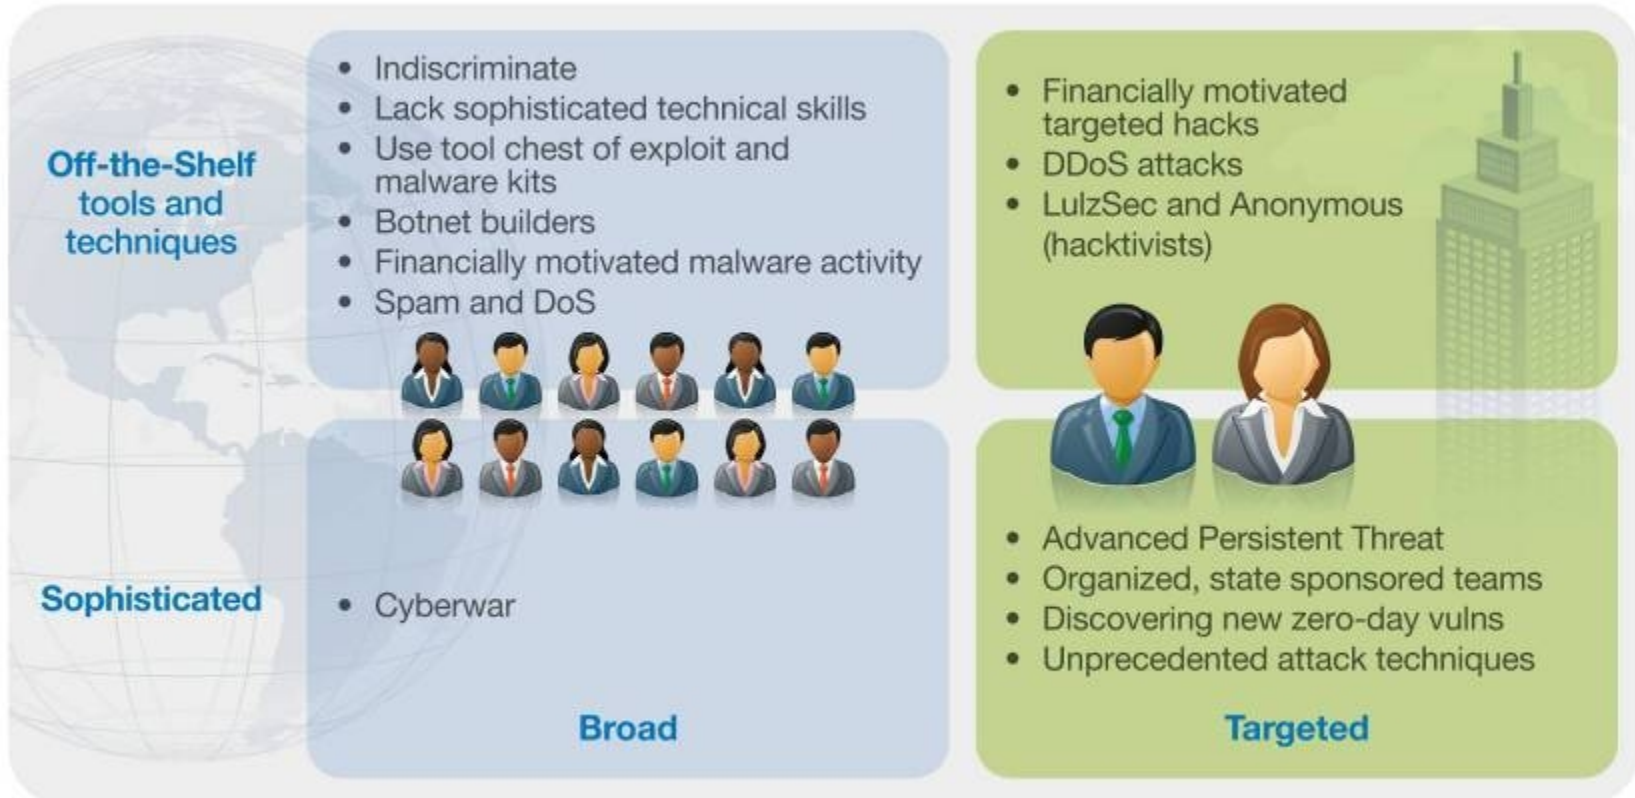 Off-the-Shelf
tools and
techniques
• Indiscriminate
• Lack sophisticated technical skills
• Use tool chest of exploit and
malware kits
• Botnet builders
• Financially motivated malware activity
• Spam and DoS
• Financially motivated
targeted hacks
• DDoS attacks
• LulzSec and Anonymous
(hacktivists)
Sophisticated
• Cyberwar
• Advanced Persistent Threat
• Organized, state sponsored teams
• Discovering new zero-day vulns
• Unprecedented attack techniques
Broad
Targeted